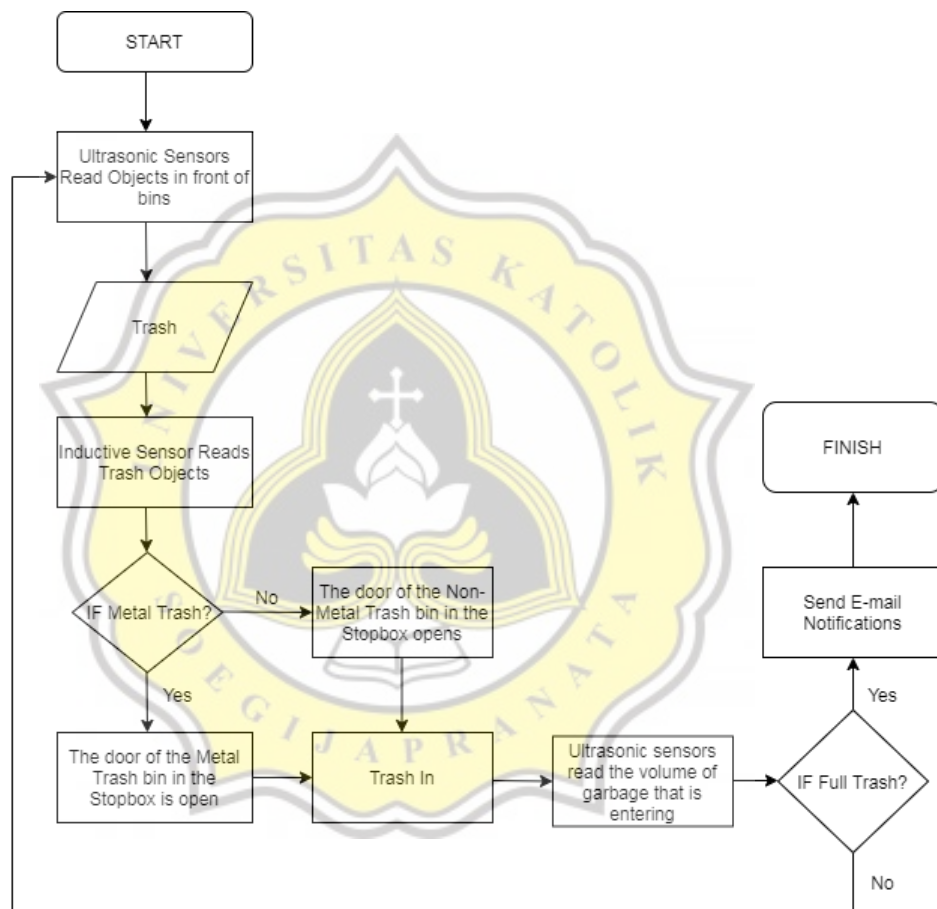 START
Ultrasonic Sensors
Read Objects in front of
bins
Trash
Inductive Sensor Reads
Trash Objects
IF Metal Trash?
No
The door of the Non-
Metal Trash bin in the
Stopbox opens
Yes
The door of the Metal
Trash bin in the
Stopbox is open
Trash In
Ultrasonic sensors
read the volume of
garbage that is
entering
IF Full Trash?
Yes
No
Send E-mail
Notifications
FINISH
UNIVERSITAS KATOLIK
SOEGIJAPRANATA